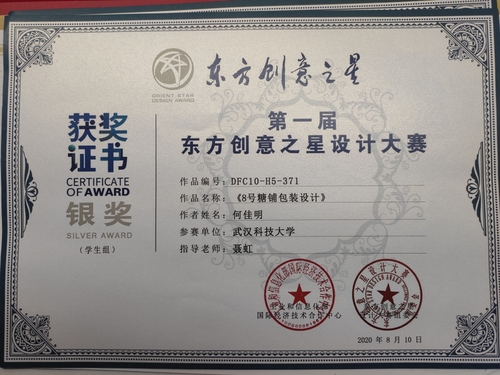 东方创意之星
ORIENT STAR
DESIGN AWARD
获奖
证书
CERTIFICATE
OF AWARD
银奖
SILVER AWARD
(学生组)
第一届
东方创意之星设计大赛
作品编号: DFC10-H5-371
作品名称: 《8号糖铺包装设计》
作者姓名: 何佳明
参赛单位: 武汉科技大学
指导老师: 聂虹
国际经济技术合作中心
2020 年 8 月 10 日